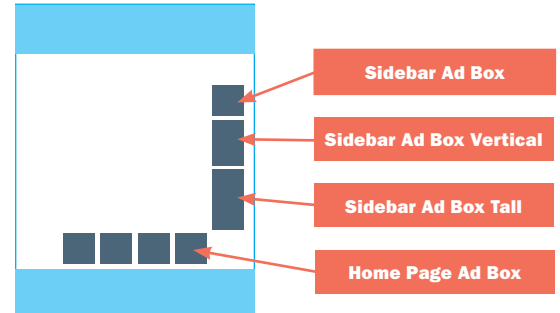 Sidebar Ad Box
Sidebar Ad Box Vertical
Sidebar Ad Box Tall
Home Page Ad Box